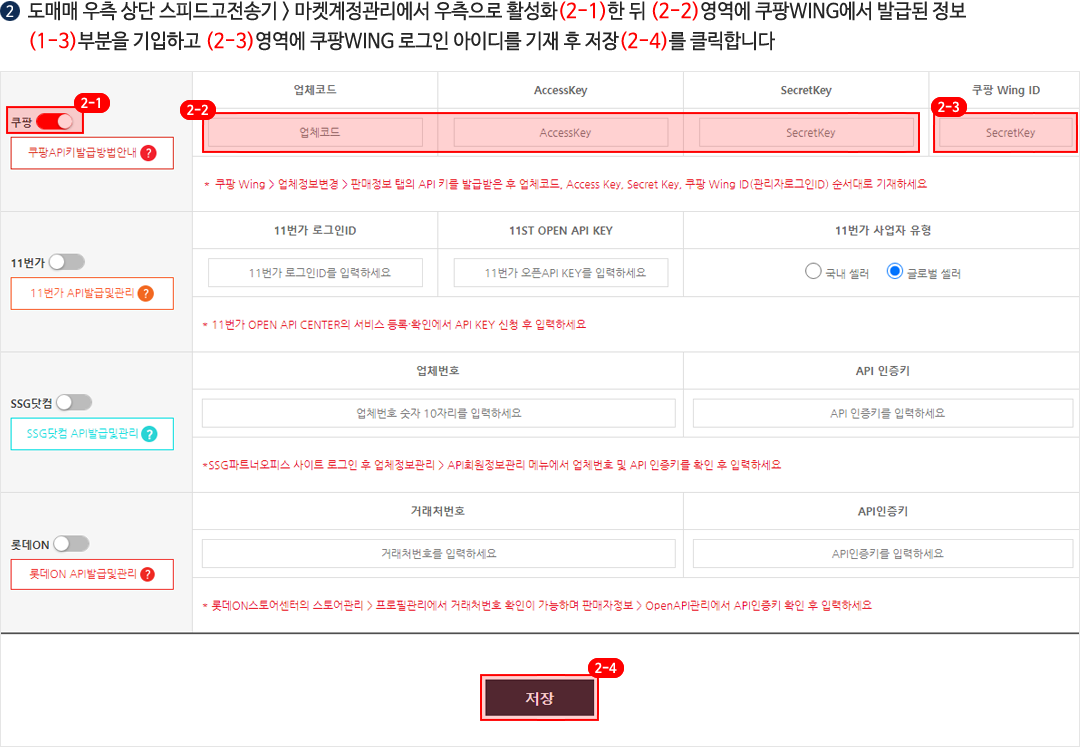 2 도매매 우측 상단 스피드고전송기 > 마켓계정관리에서 우측으로 활성화(2-1)한 뒤 (2-2)영역에 쿠팡WING에서 발급된 정보
(1-3)부분을 기입하고 (2-3)영역에 쿠팡WING 로그인 아이디를 기재 후 저장(2-4)를 클릭합니다
업체코드 AccessKey SecretKey 쿠팡 Wing ID
2-1 2-2 2-3
쿠팡 업체코드 AccessKey SecretKey SecretKey
쿠팡API키발급방법안내 ?
* 쿠팡 Wing > 업체정보변경 > 판매정보 탭의 API 키를 발급받은 후 업체코드, Access Key, Secret Key, 쿠팡 Wing ID(관리자로그인ID) 순서대로 기재하세요
11번가 로그인ID 11ST OPEN API KEY 11번가 사업자 유형
11번가 11번가 로그인ID를 입력하세요 11번가 오픈API KEY를 입력하세요 국내 셀러 글로벌 셀러
11번가 API발급및관리 ?
* 11번가 OPEN API CENTER의 서비스 등록·확인에서 API KEY 신청 후 입력하세요
업체번호 API 인증키
SSG닷컴 업체번호 숫자 10자리를 입력하세요 API 인증키를 입력하세요
SSG닷컴 API발급및관리 ?
*SSG파트너오피스 사이트 로그인 후 업체정보관리 > API회원정보관리 메뉴에서 업체번호 및 API 인증키를 확인 후 입력하세요
거래처번호 API인증키
롯데ON 거래처번호를 입력하세요 API인증키를 입력하세요
롯데ON API발급및관리 ?
* 롯데ON스토어센터의 스토어관리 > 프로필관리에서 거래처번호 확인이 가능하며 판매자정보 > OpenAPI관리에서 API인증키 확인 후 입력하세요
2-4
저장